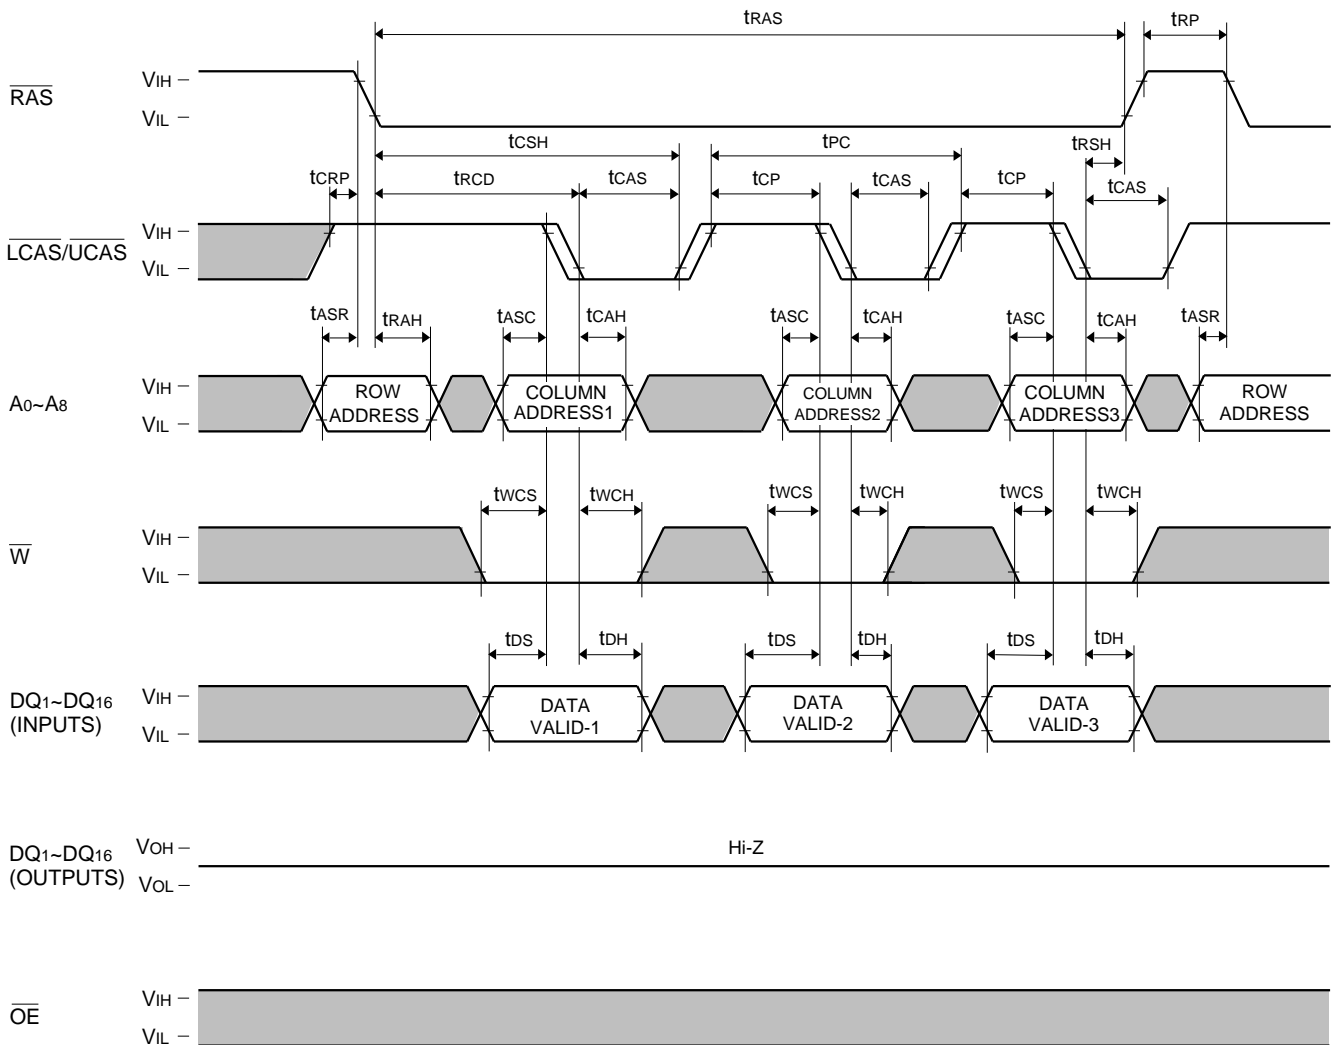 tRAS
tRP
RAS
VIH
VIL
tCSH
tPC
tRSH
tCRP
tRCD
tCAS
tCP
tCAS
tCP
tCAS
LCAS/UCAS
VIH
VIL
tASR
tRAH
tASC
tCAH
tASC
tCAH
tASC
tCAH
tASR
A0~A8
VIH
VIL
ROW
ADDRESS
COLUMN
ADDRESS1
COLUMN
ADDRESS2
COLUMN
ADDRESS3
ROW
ADDRESS
tWCS
tWCH
tWCS
tWCH
tWCS
tWCH
W
VIH
VIL
tDS
tDH
tDS
tDH
tDS
tDH
DQ1~DQ16
(INPUTS)
VIH
VIL
DATA
VALID-1
DATA
VALID-2
DATA
VALID-3
DQ1~DQ16
(OUTPUTS)
VOH
VOL
Hi-Z
OE
VIH
VIL